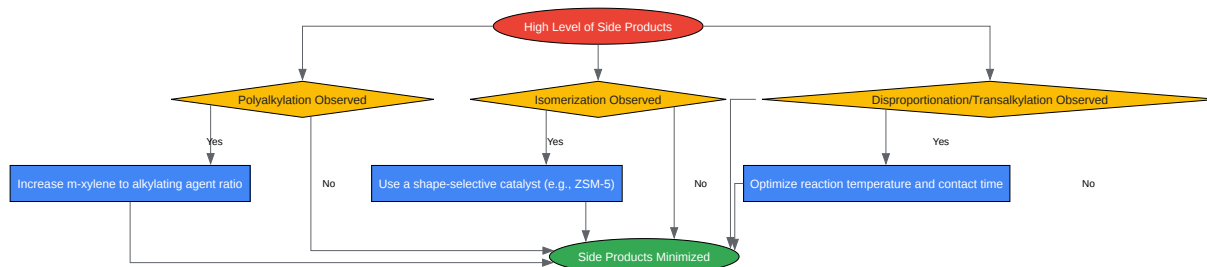 High Level of Side Products
Polyalkylation Observed
Isomerization Observed
Disproportionation/Transalkylation Observed
Yes
Yes
Yes
Increase m-xylene to alkylating agent ratio
No
Use a shape-selective catalyst (e.g., ZSM-5)
No
Optimize reaction temperature and contact time
No
Side Products Minimized